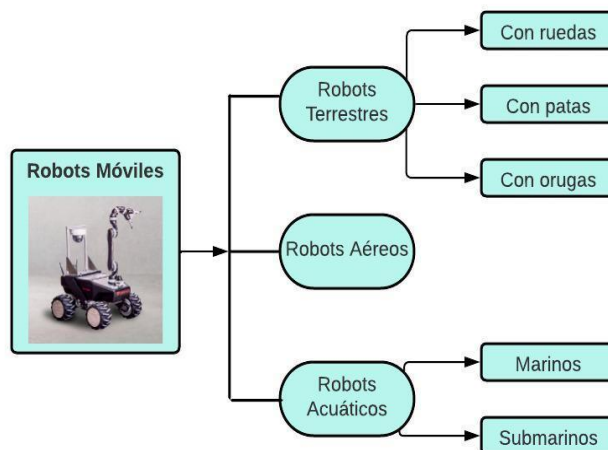 Robots Móviles
Robots
Terrestres
Con ruedas
Con patas
Con orugas
Robots Aéreos
Robots
Acuáticos
Marinos
Submarinos